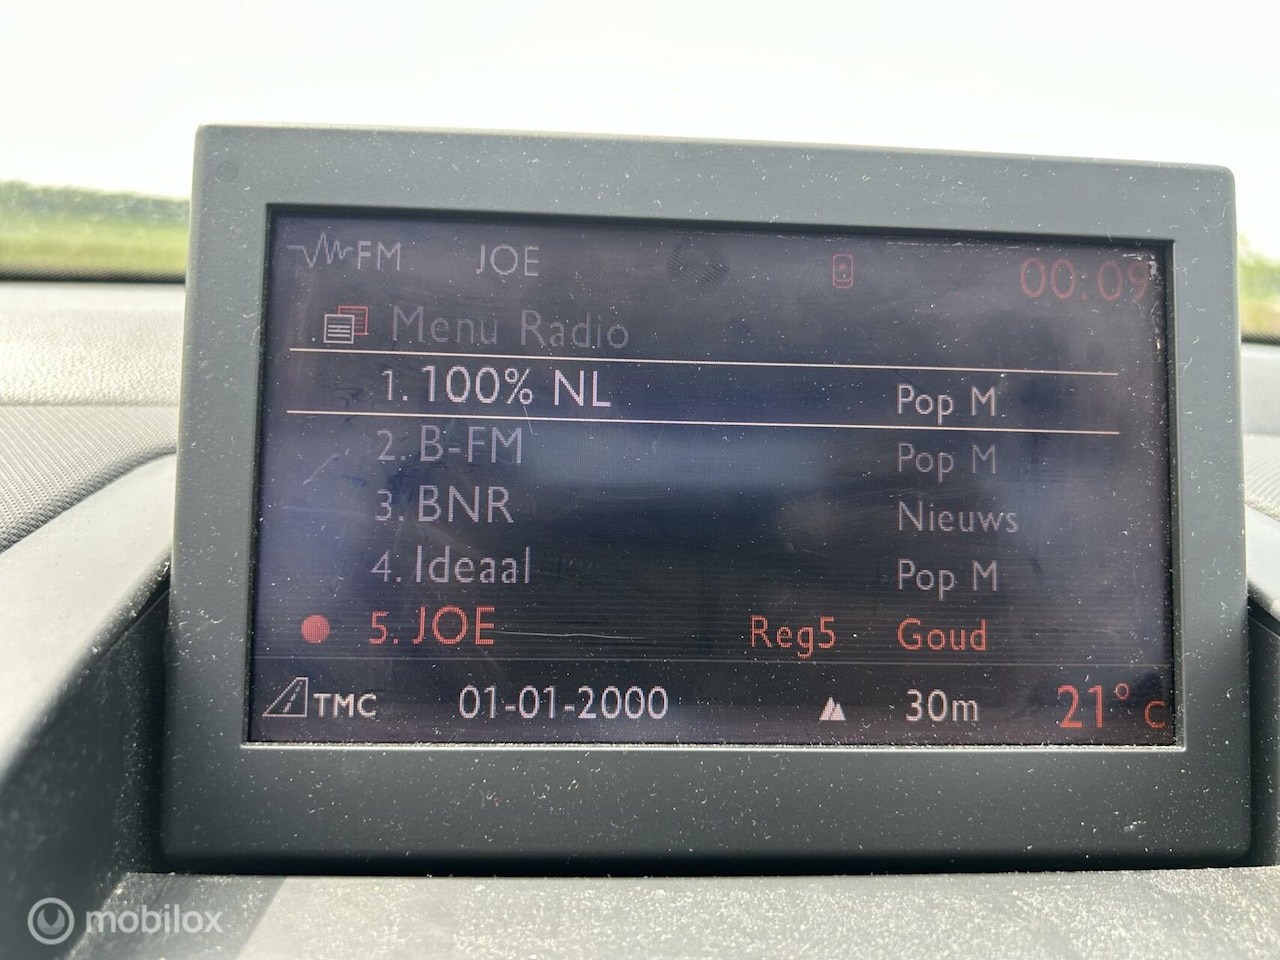 FM JOE 00:09
Menu Radio
1. 100% NL Pop M
2. B-FM Pop M
3. BNR Nieuws
4. Ideaal Pop M
5. JOE Reg5 Goud
TMC 01-01-2000 30m 21° C
mobilox